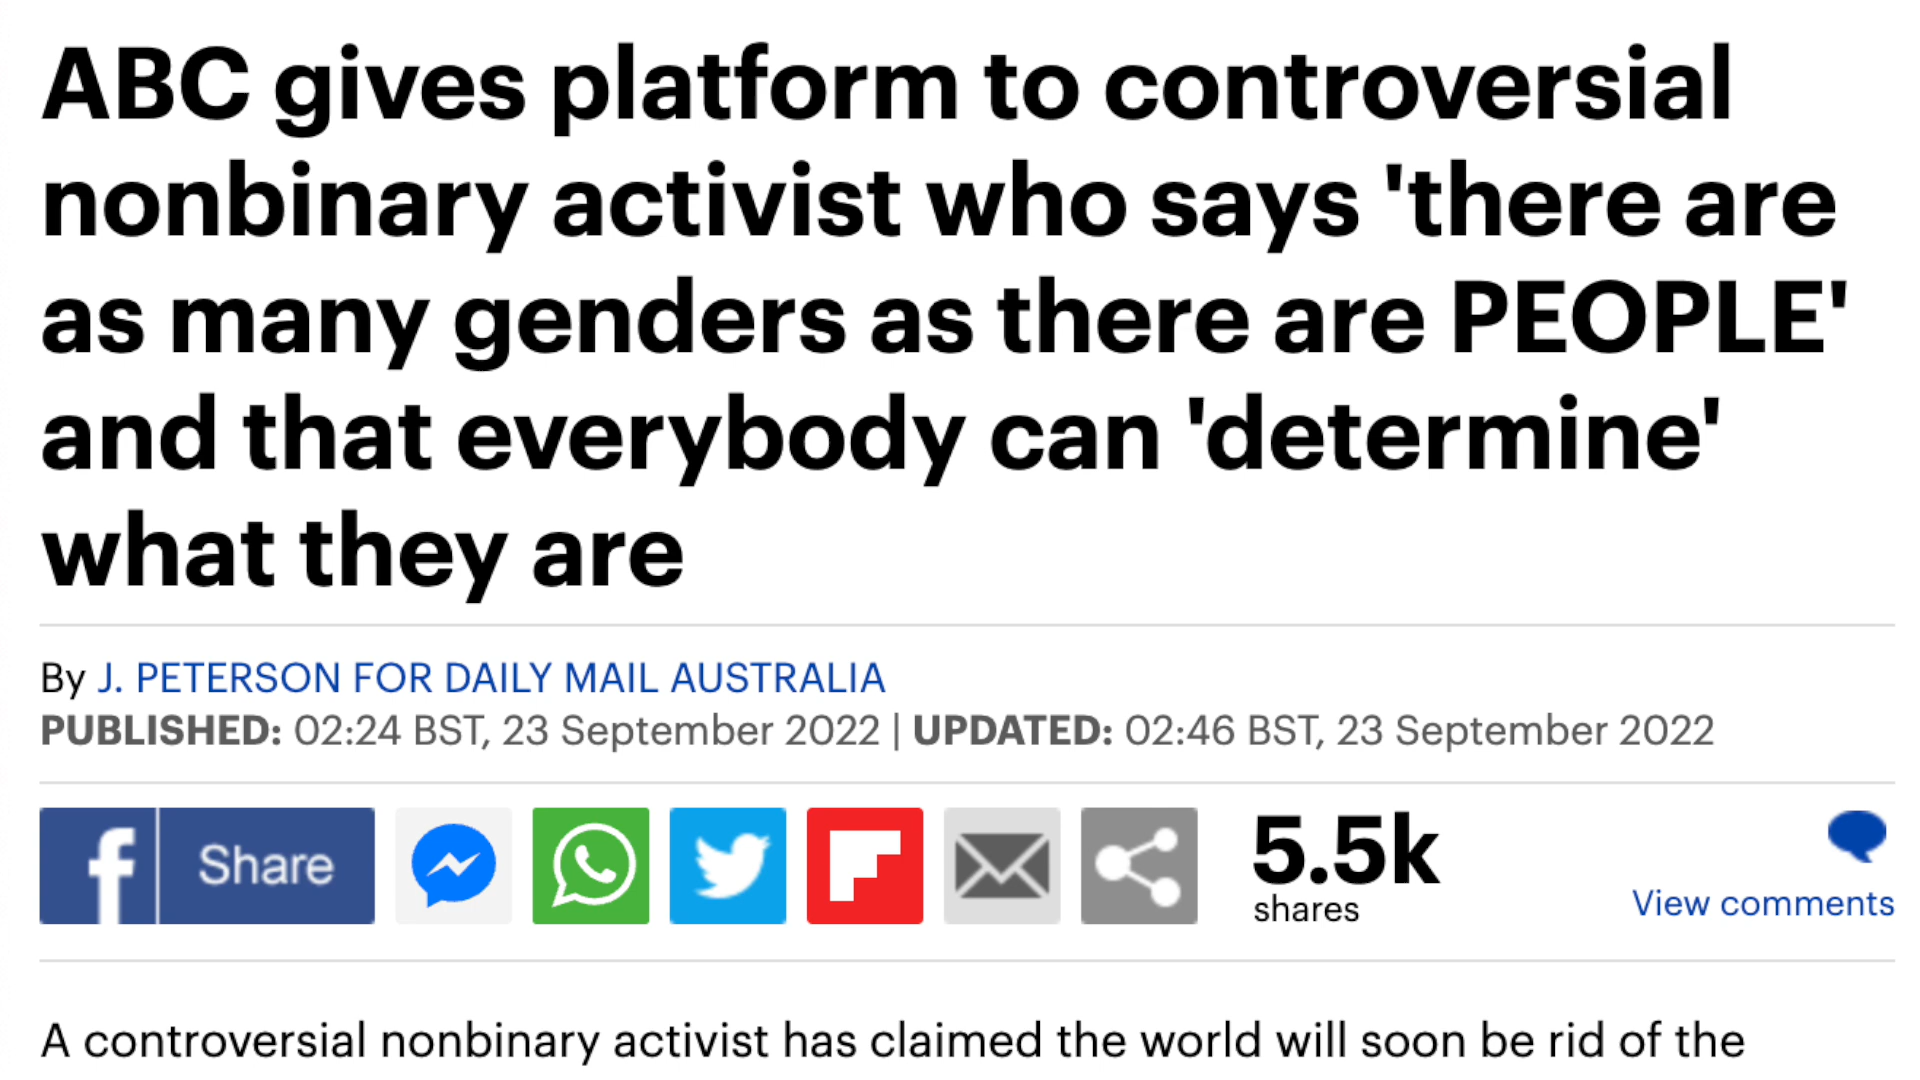 ABC gives platform to controversial
nonbinary activist who says 'there are
as many genders as there are PEOPLE'
and that everybody can 'determine'
what they are
By J. PETERSON FOR DAILY MAIL AUSTRALIA
PUBLISHED: 02:24 BST, 23 September 2022 | UPDATED: 02:46 BST, 23 September 2022
f Share
5.5k
shares
View comments
A controversial nonbinary activist has claimed the world will soon be rid of the